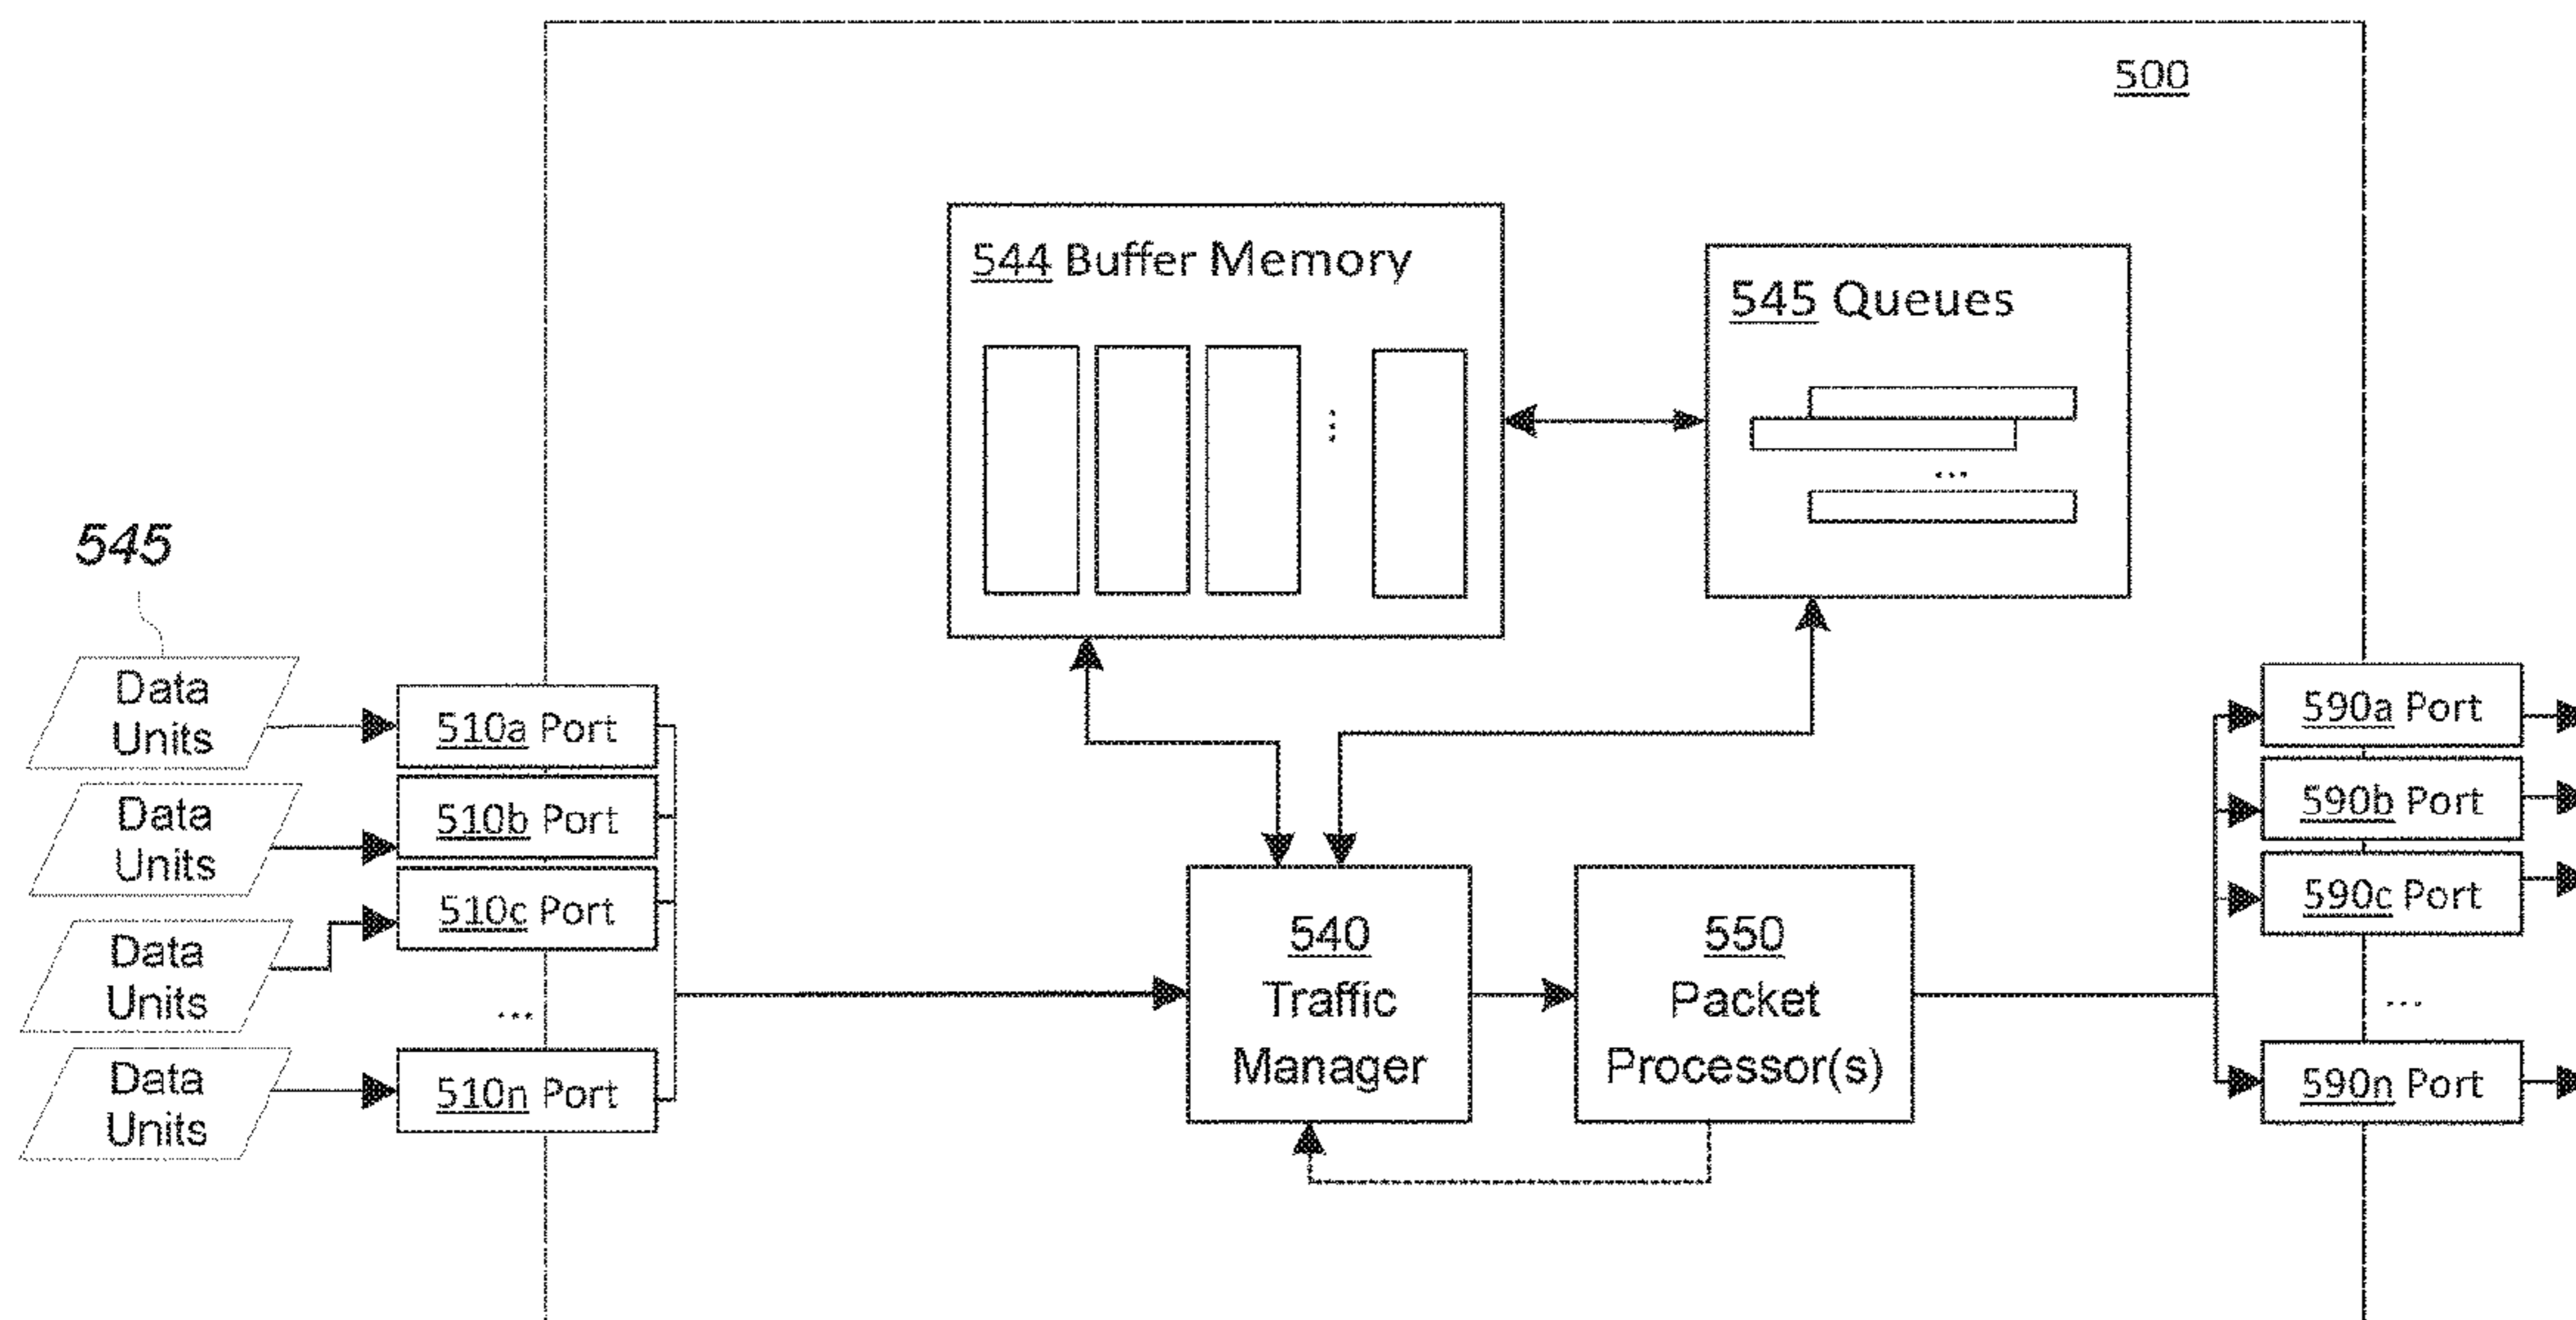 500
544 Buffer Memory
...
545 Queues
...
545
Data
Units
Data
Units
Data
Units
Data
Units
510a Port
510b Port
510c Port
...
510n Port
540
Traffic
Manager
550
Packet
Processor(s)
590a Port
590b Port
590c Port
...
590n Port